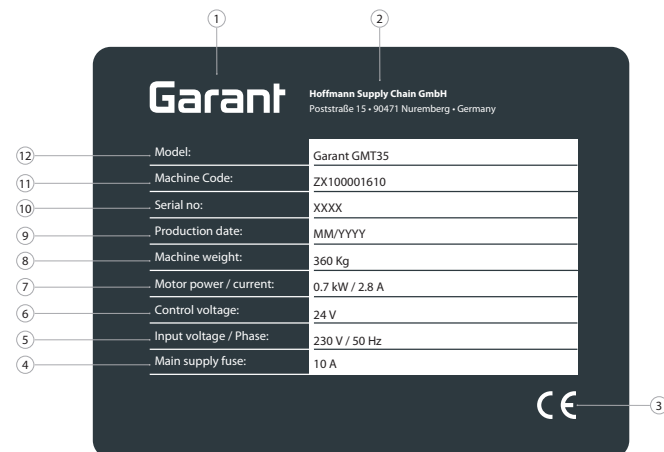 1 2
Garant
Hoffmann Supply Chain GmbH
Poststraße 15 • 90471 Nuremberg • Germany
12 Model: Garant GMT35
11 Machine Code: ZX100001610
10 Serial no: XXXX
9 Production date: MM/YYYY
8 Machine weight: 360 Kg
7 Motor power / current: 0.7 kW / 2.8 A
6 Control voltage: 24 V
5 Input voltage / Phase: 230 V / 50 Hz
4 Main supply fuse: 10 A
CE 3